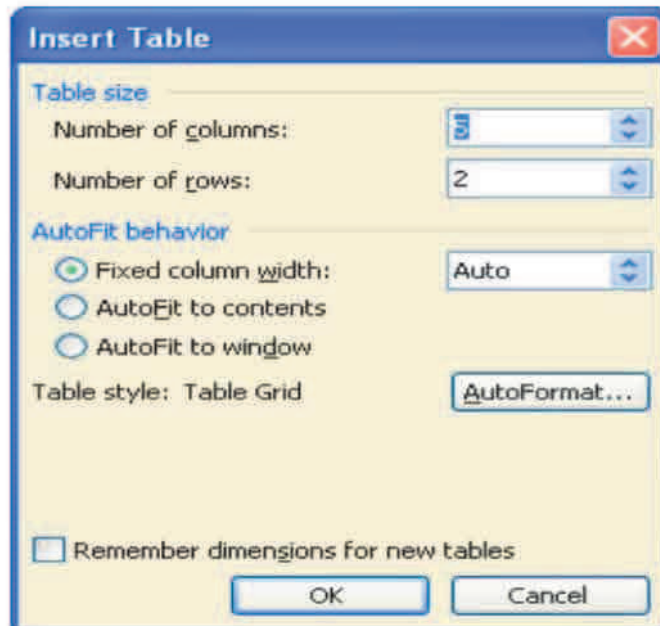 Insert Table
Table size
Number of columns:
Number of rows: 2
AutoFit behavior
Fixed column width: Auto
AutoFit to contents
AutoFit to window
Table style: Table Grid AutoFormat...
Remember dimensions for new tables
OK Cancel